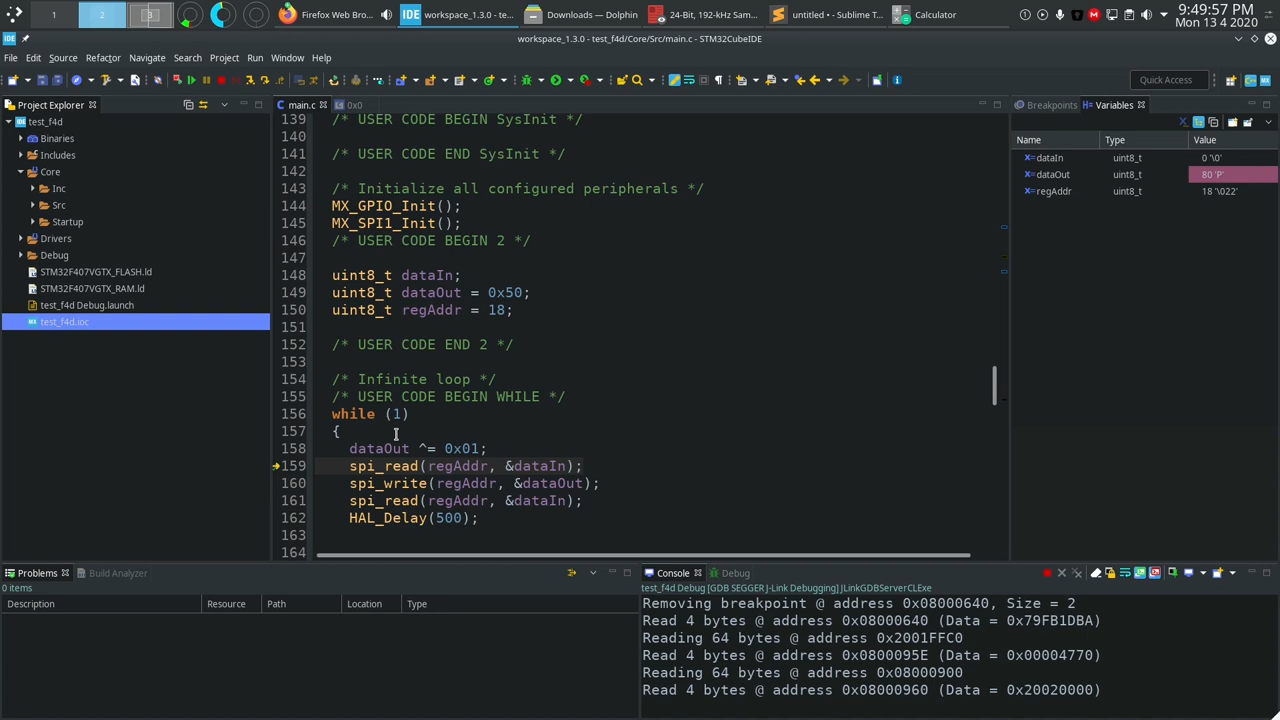 1 2 3 Firefox Web Bro... IDE workspace_1.3.0 - te... Downloads — Dolphin 24-Bit, 192-kHz Sam... untitled • - Sublime T... Calculator 9:49:57 PM
Mon 13 4 2020
IDE workspace_1.3.0 - test_f4d/Core/Src/main.c - STM32CubeIDE
File Edit Source Refactor Navigate Search Project Run Window Help
Quick Access
Project Explorer
test_f4d
Binaries
Includes
Core
Inc
Src
Startup
Drivers
Debug
STM32F407VGTX_FLASH.ld
STM32F407VGTX_RAM.ld
test_f4d Debug.launch
test_f4d.ioc
main.c 0x0
139 /* USER CODE BEGIN SysInit */
140
141 /* USER CODE END SysInit */
142
143 /* Initialize all configured peripherals */
144 MX_GPIO_Init();
145 MX_SPI1_Init();
146 /* USER CODE BEGIN 2 */
147
148 uint8_t dataIn;
149 uint8_t dataOut = 0x50;
150 uint8_t regAddr = 18;
151
152 /* USER CODE END 2 */
153
154 /* Infinite loop */
155 /* USER CODE BEGIN WHILE */
156 while (1)
157 {
158 dataOut ^= 0x01;
159 spi_read(regAddr, &dataIn);
160 spi_write(regAddr, &dataOut);
161 spi_read(regAddr, &dataIn);
162 HAL_Delay(500);
163
164
Breakpoints Variables
Name Type Value
dataIn uint8_t 0 '\0'
dataOut uint8_t 80 'P'
regAddr uint8_t 18 '\022'
Problems Build Analyzer
0 items
Description Resource Path Location Type
Console Debug
test_f4d Debug [GDB SEGGER J-Link Debugging] JLinkGDBServerCLExe
Removing breakpoint @ address 0x08000640, Size = 2
Read 4 bytes @ address 0x08000640 (Data = 0x79FB1DBA)
Reading 64 bytes @ address 0x2001FFC0
Read 4 bytes @ address 0x0800095E (Data = 0x00004770)
Reading 64 bytes @ address 0x08000900
Read 4 bytes @ address 0x08000960 (Data = 0x20020000)